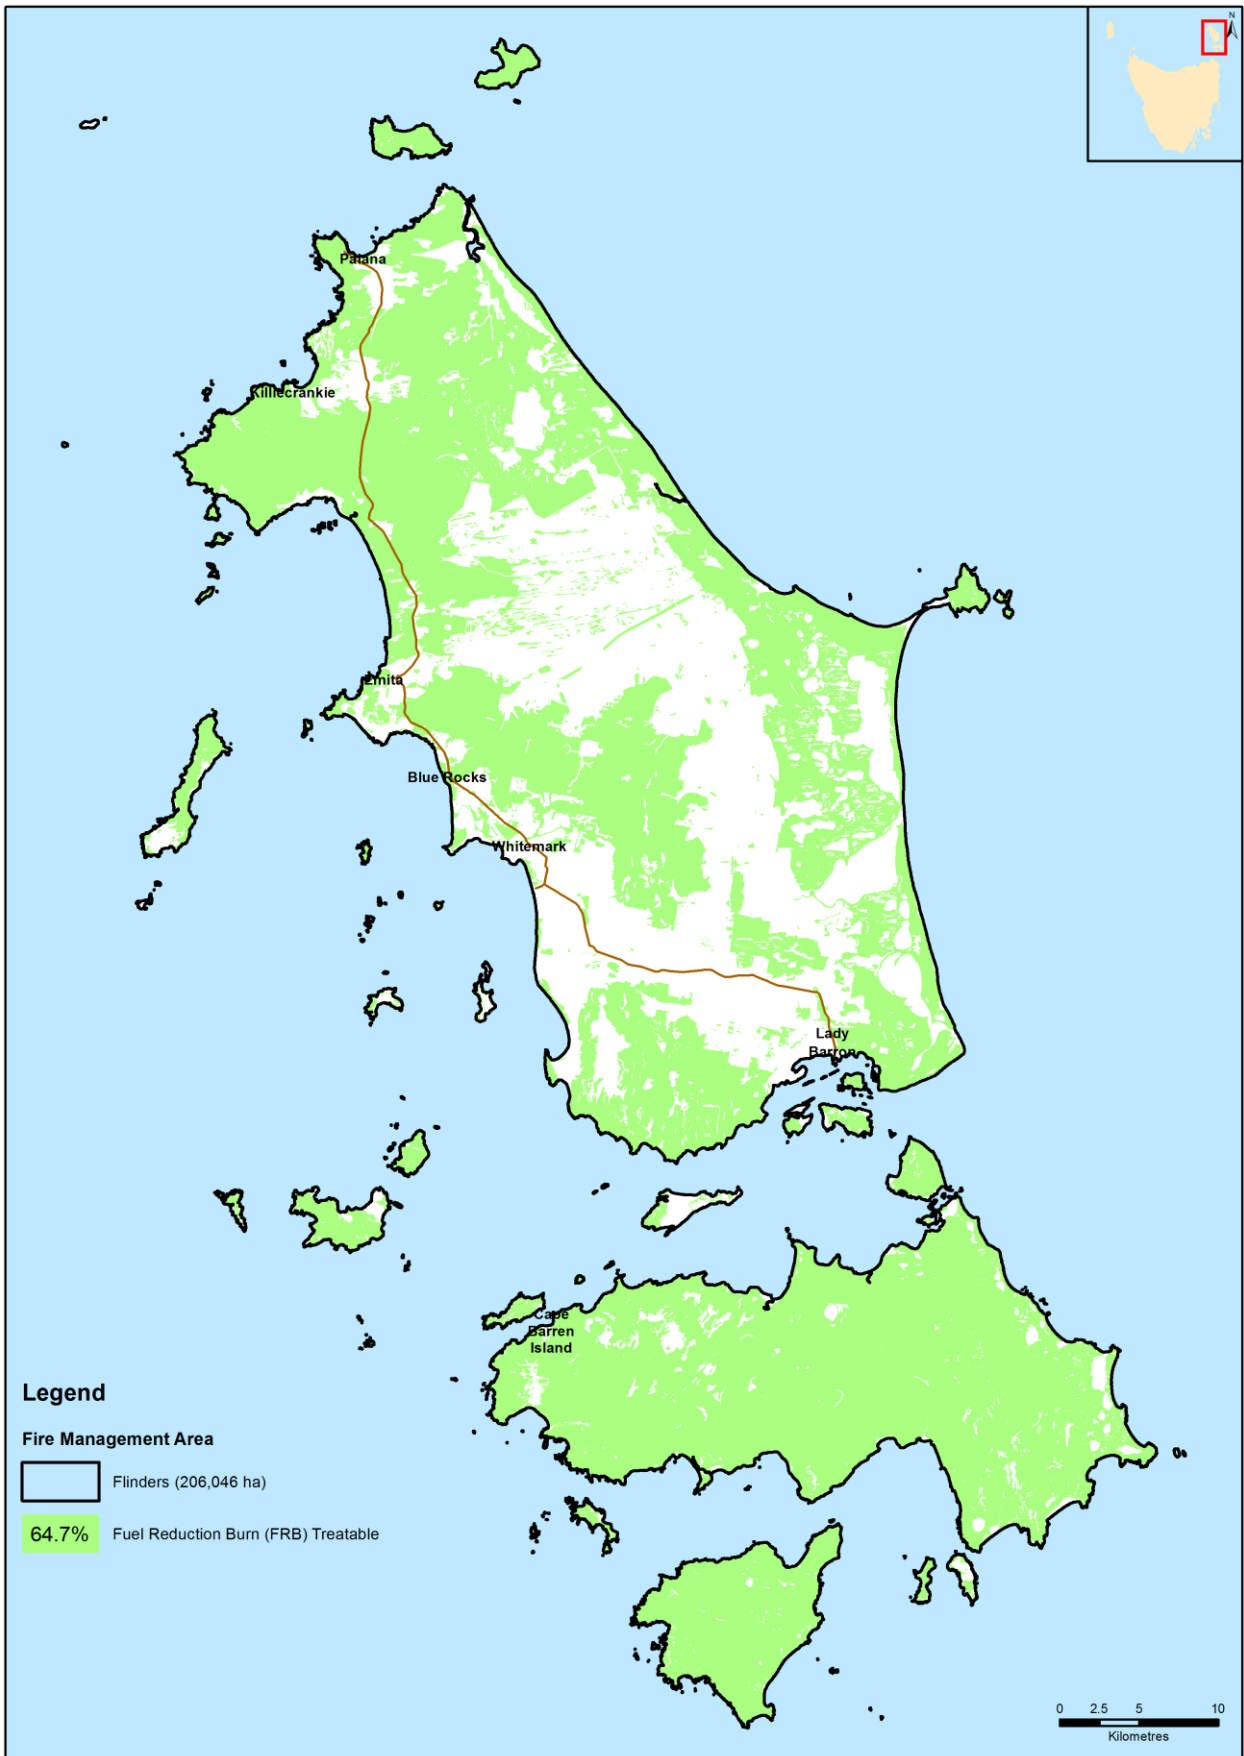 N
Palana
Killiecrankie
Emita
Blue Rocks
Whitemark
Lady
Barron
Cape
Barren
Island
Legend
Fire Management Area
Flinders (206,046 ha)
64.7% Fuel Reduction Burn (FRB) Treatable
0 2.5 5 10
Kilometres